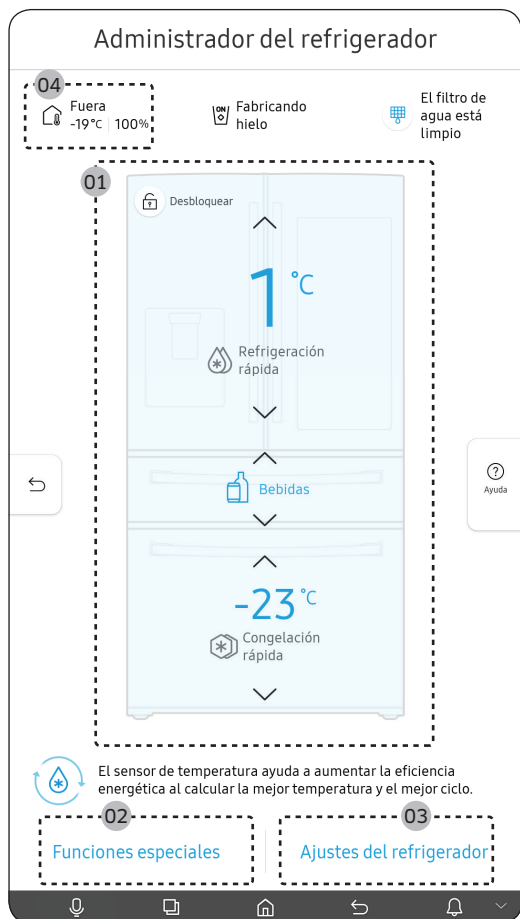 Administrador del refrigerador
04
Fuera
-19°C | 100%
Fabricando
hielo
El filtro de
agua está
limpio
01
Desbloquear
1 °C
Refrigeración
rápida
Bebidas
Ayuda
-23 °C
Congelación
rápida
El sensor de temperatura ayuda a aumentar la eficiencia
energética al calcular la mejor temperatura y el mejor ciclo.
02
03
Funciones especiales
Ajustes del refrigerador